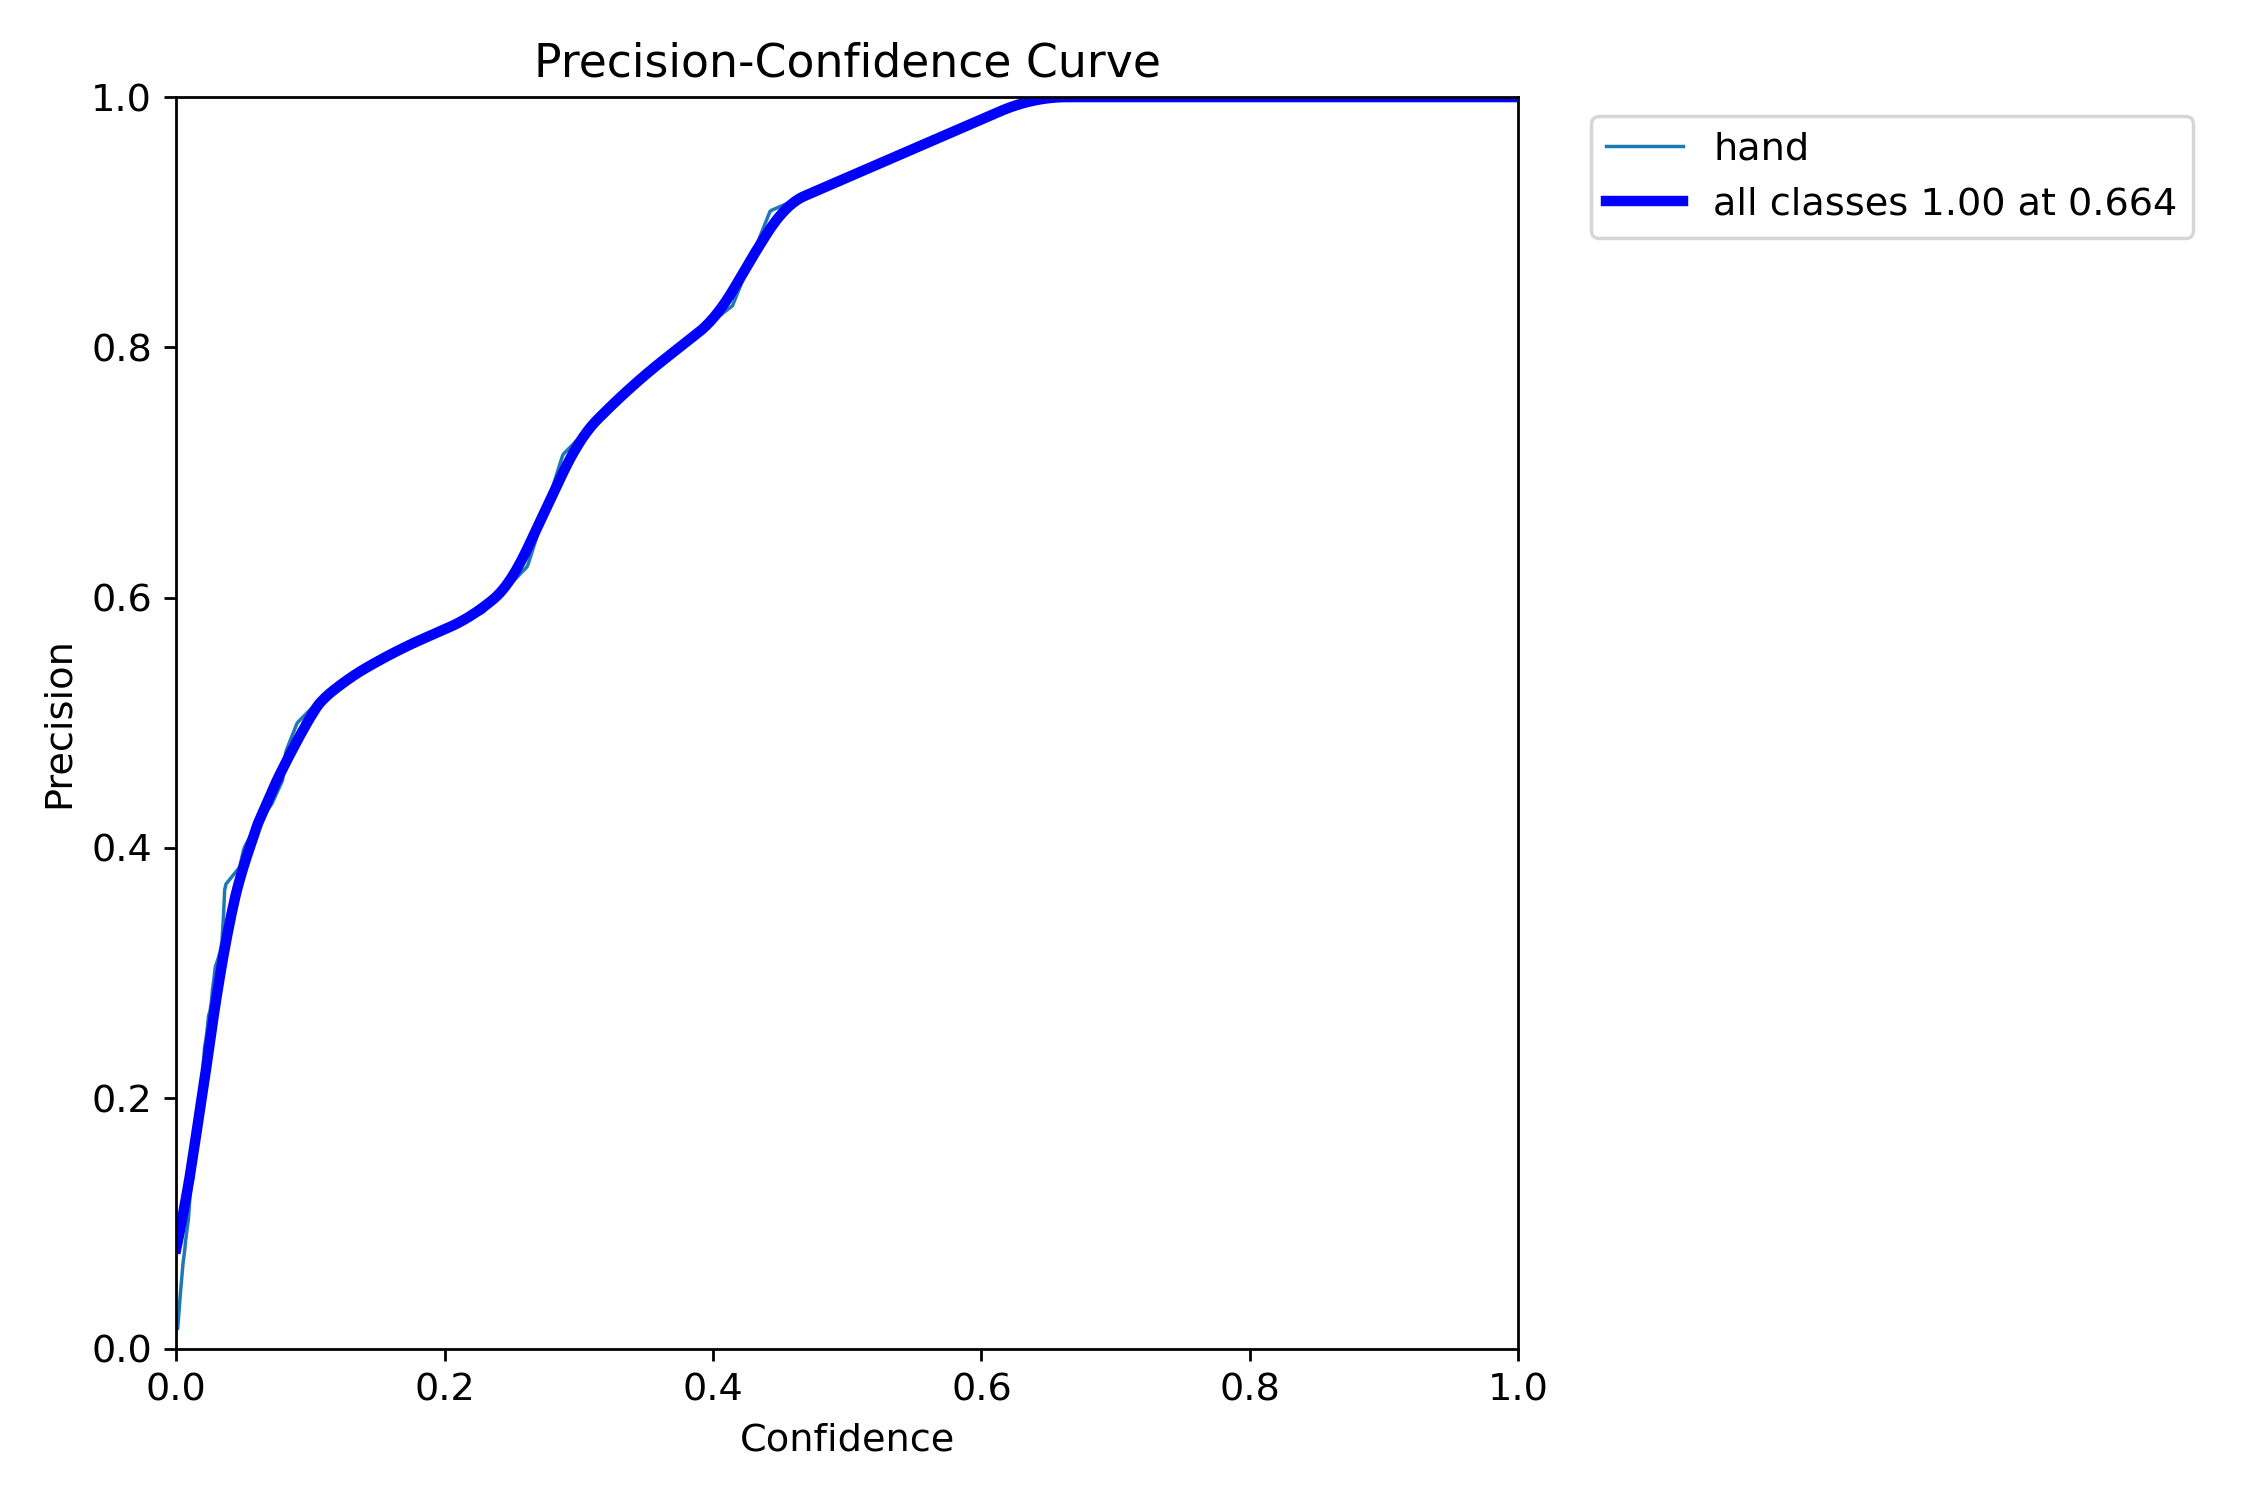 Precision-Confidence Curve
1.0
0.8
0.6
0.4
0.2
0.0
Precision
0.0 0.2 0.4 0.6 0.8 1.0
Confidence
hand
all classes 1.00 at 0.664